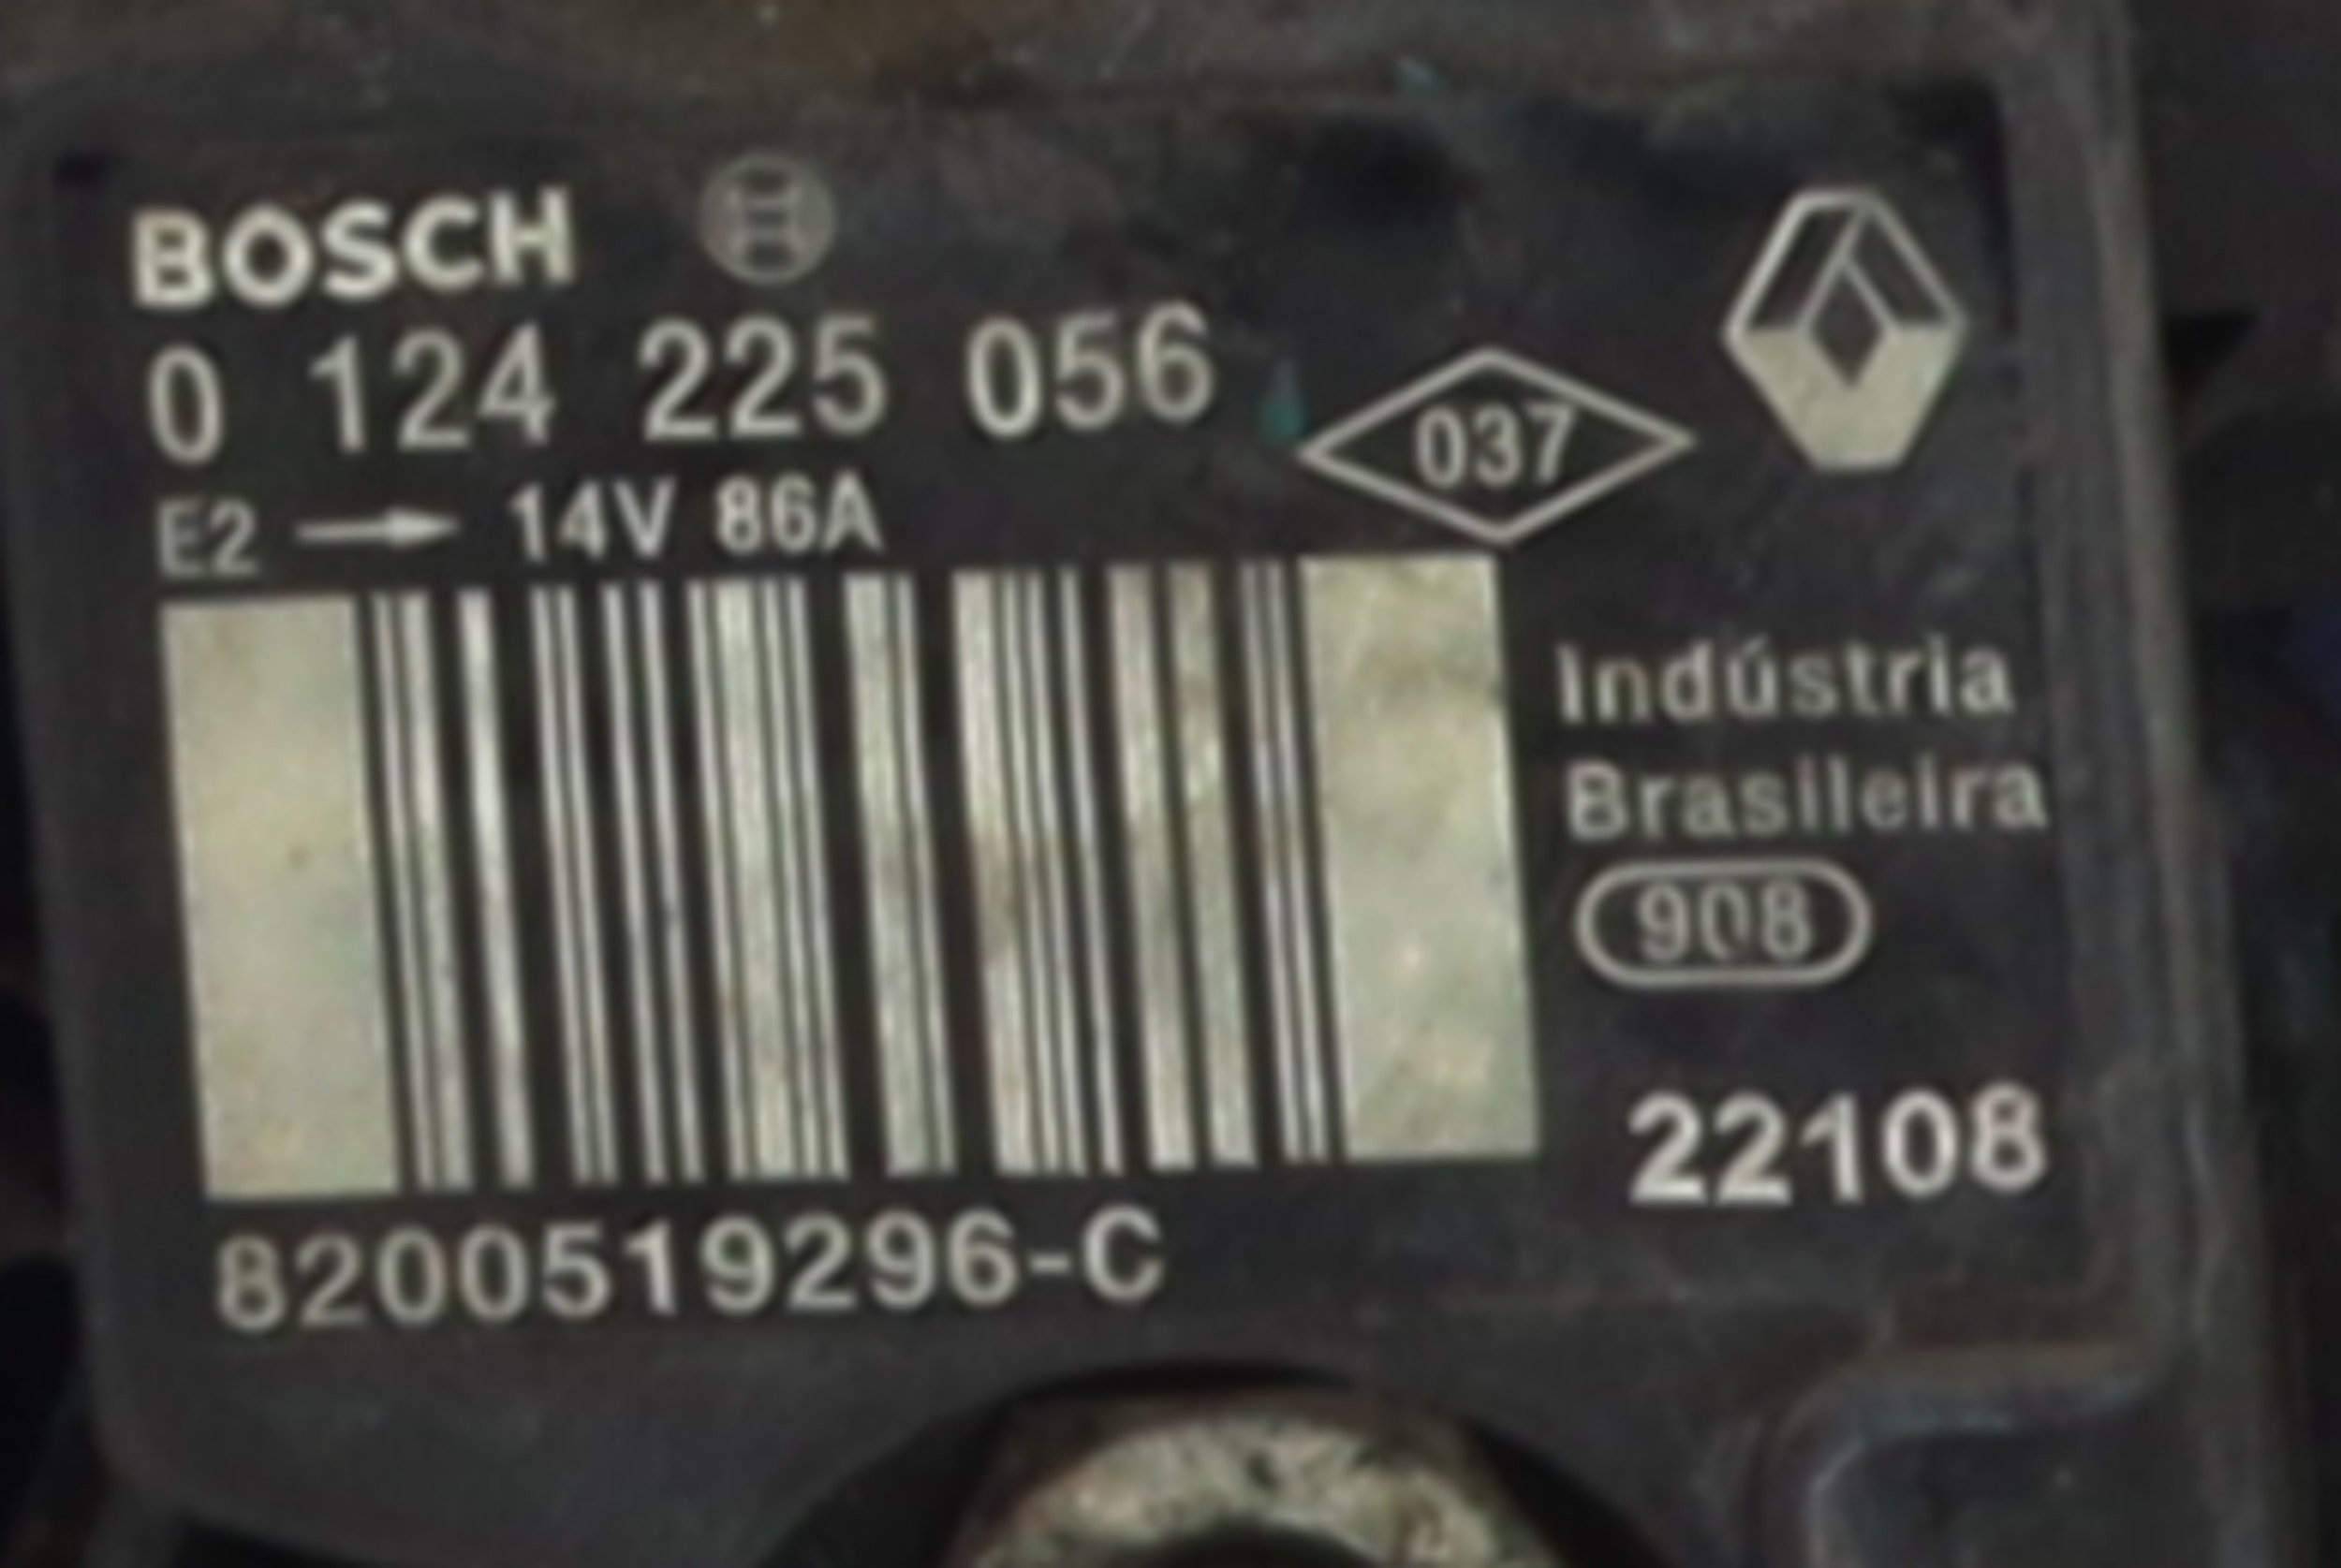 BOSCH
0 124 225 056
037
E2 → 14V 86A
Indústria
Brasileira
908
22108
8200519296-C